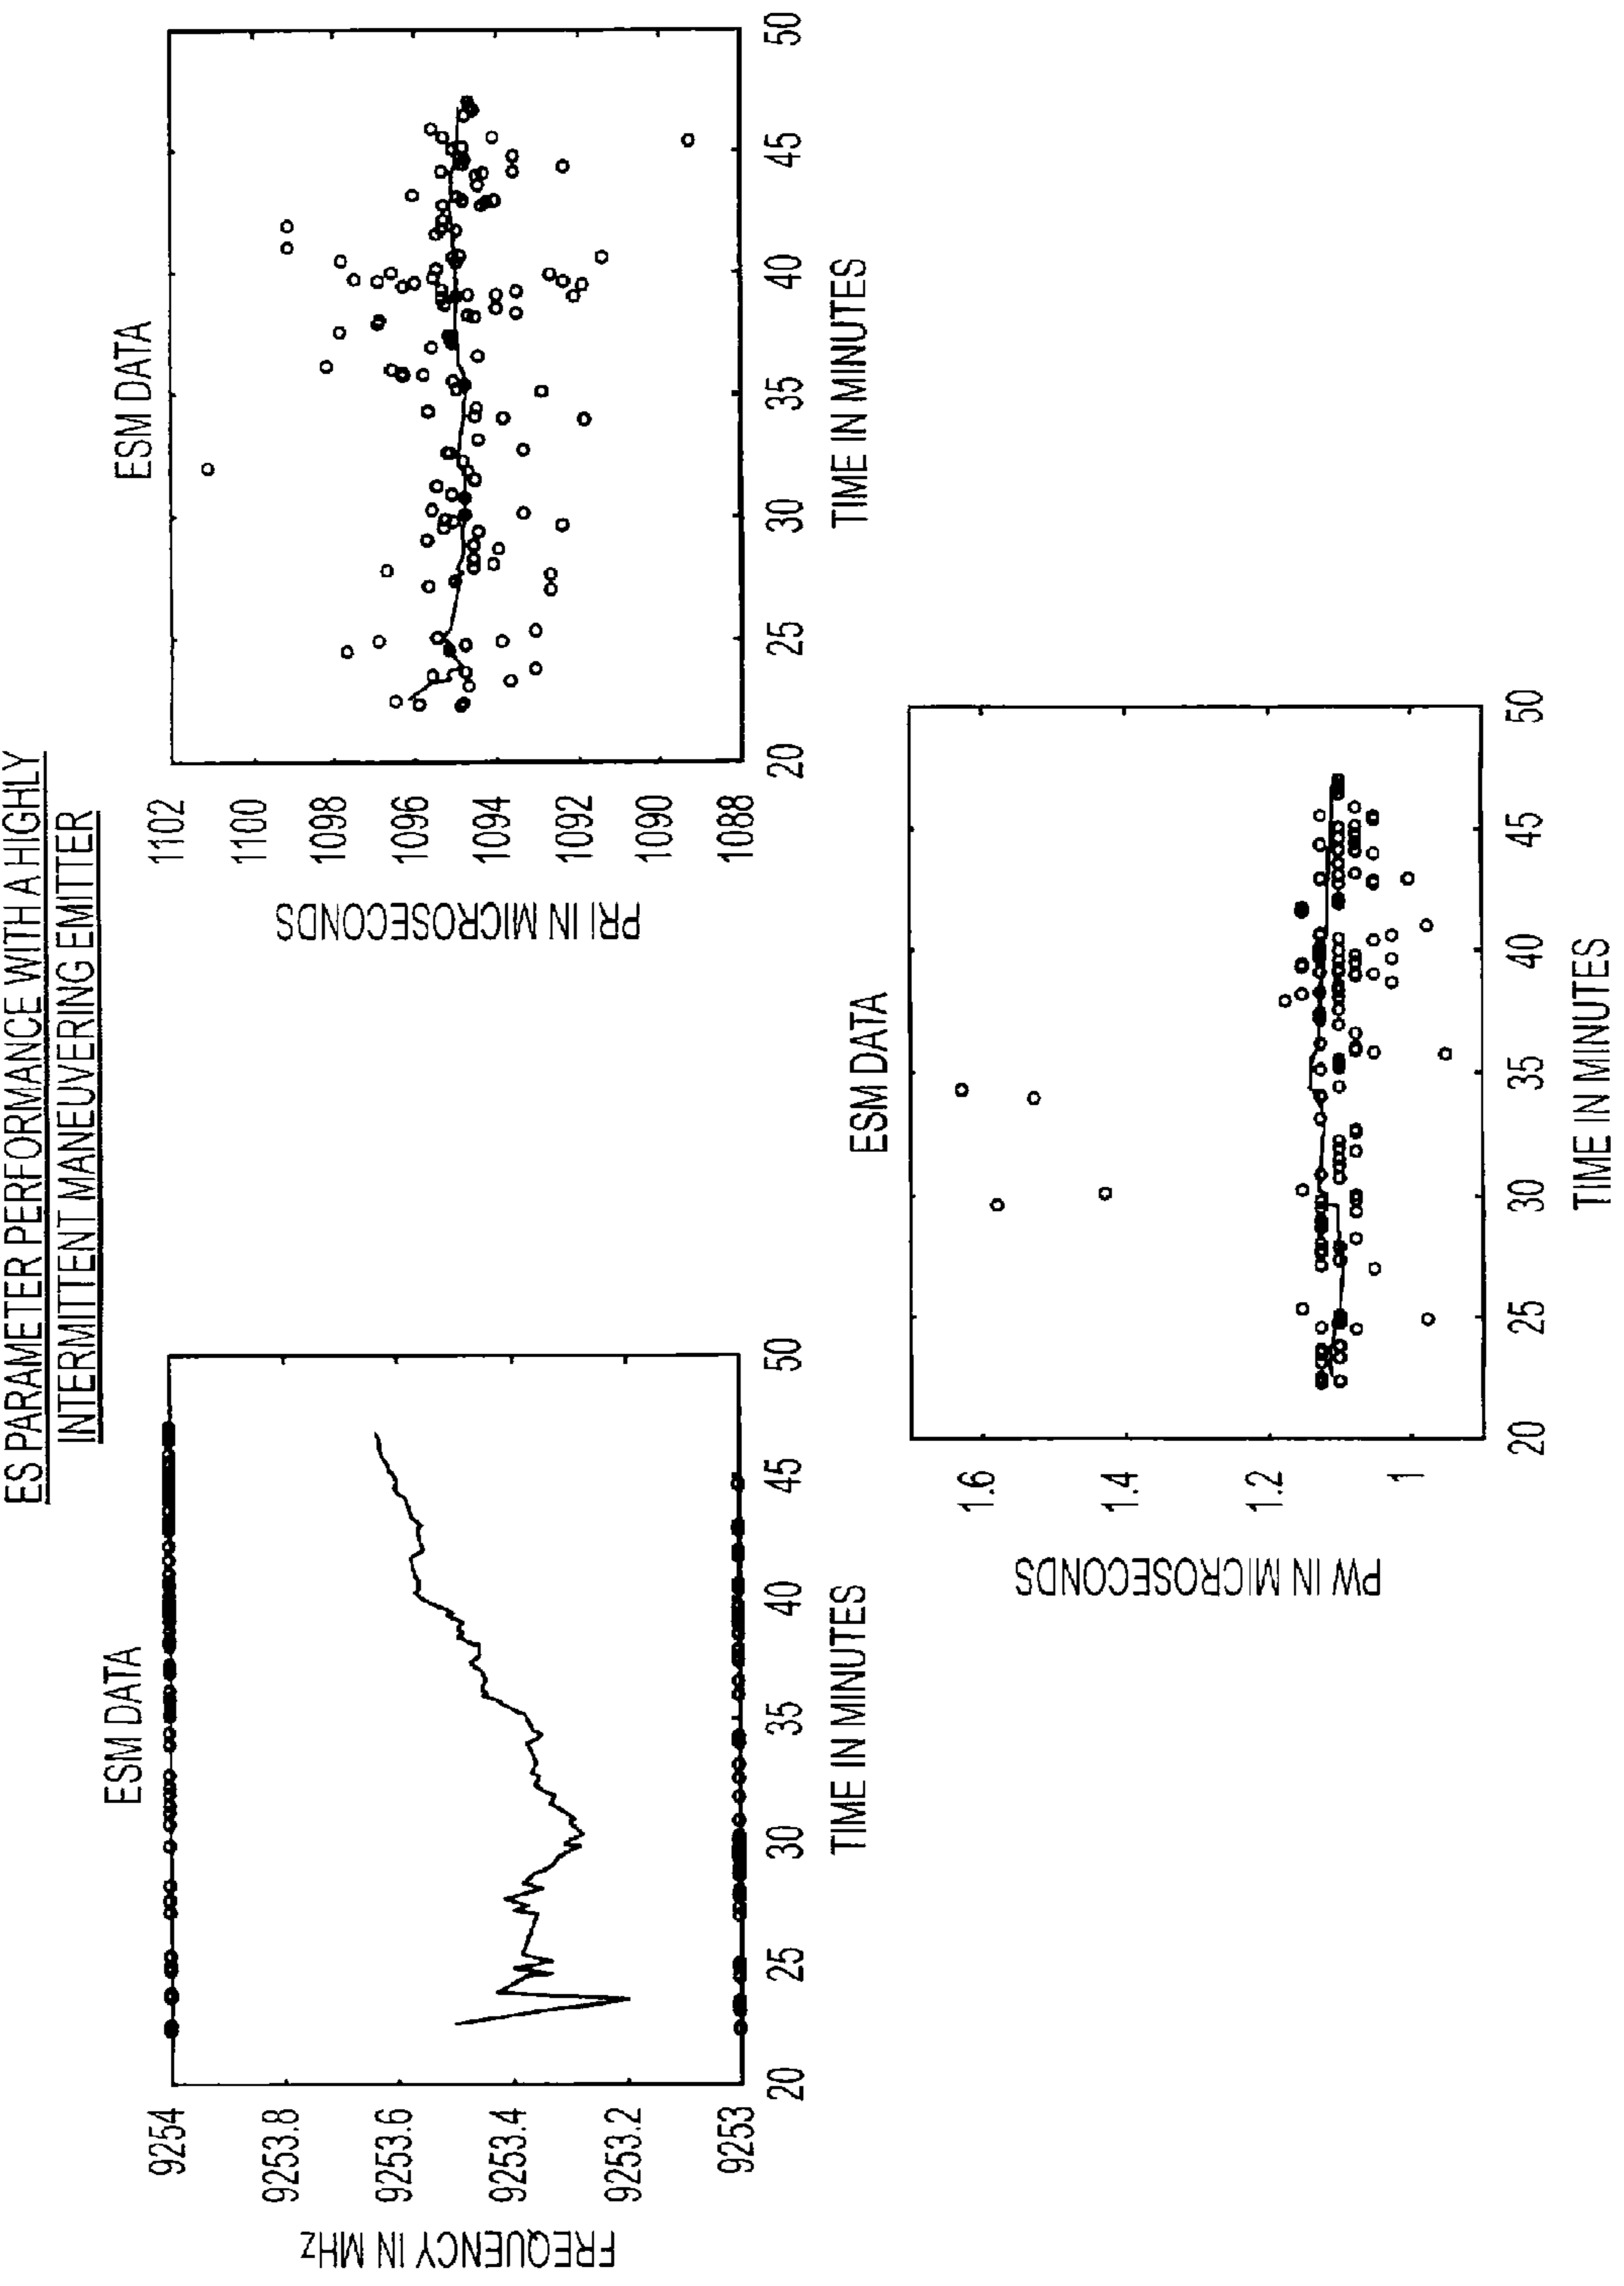 ES PARAMETER PERFORMANCE WITH A HIGHLY
INTERMITTENT MANEUVERING EMITTER
ESM DATA
FREQUENCY IN MHz
9254
9253.8
9253.6
9253.4
9253.2
9253
20 25 30 35 40 45 50
TIME IN MINUTES
ESM DATA
PRI IN MICROSECONDS
1102
1100
1098
1096
1094
1092
1090
1088
20 25 30 35 40 45 50
TIME IN MINUTES
ESM DATA
PW IN MICROSECONDS
1.6
1.4
1.2
1
20 25 30 35 40 45 50
TIME IN MINUTES